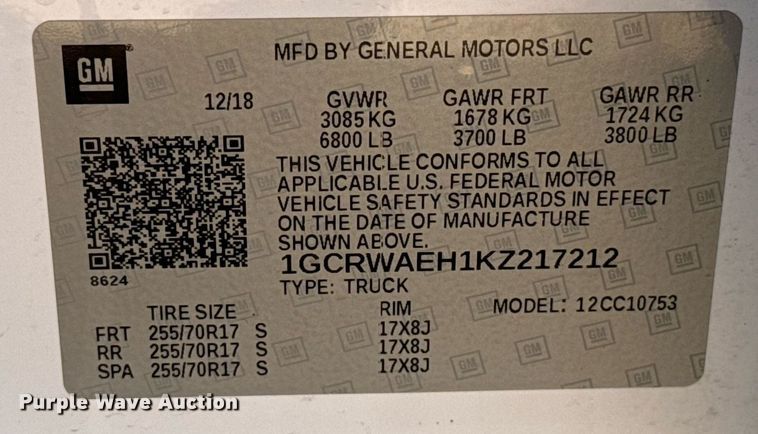 GM
MFD BY GENERAL MOTORS LLC
12/18 GVWR GAWR FRT GAWR RR
3085 KG 1678 KG 1724 KG
6800 LB 3700 LB 3800 LB
THIS VEHICLE CONFORMS TO ALL
APPLICABLE U.S. FEDERAL MOTOR
VEHICLE SAFETY STANDARDS IN EFFECT
ON THE DATE OF MANUFACTURE
SHOWN ABOVE.
1GCRWAEH1KZ217212
8624
TYPE: TRUCK
MODEL: 12CC10753
TIRE SIZE RIM
FRT 255/70R17 S 17X8J
RR 255/70R17 S 17X8J
SPA 255/70R17 S 17X8J
Purple Wave Auction